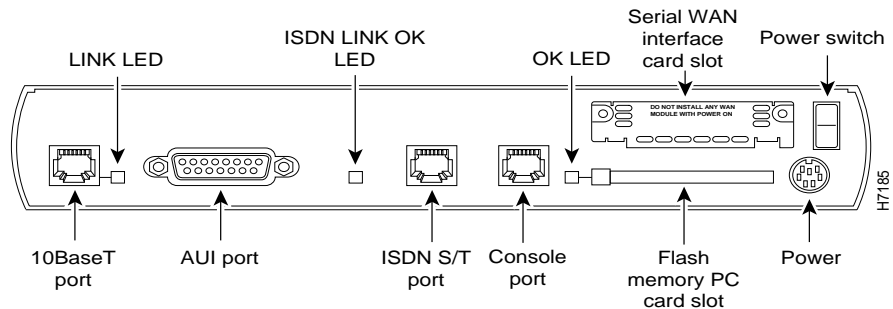 LINK LED
ISDN LINK OK
LED
OK LED
Serial WAN
interface
card slot
Power switch
DO NOT INSTALL ANY WAN
MODULE WITH POWER ON
10BaseT
port
AUI port
ISDN S/T
port
Console
port
Flash
memory PC
card slot
Power
H7185